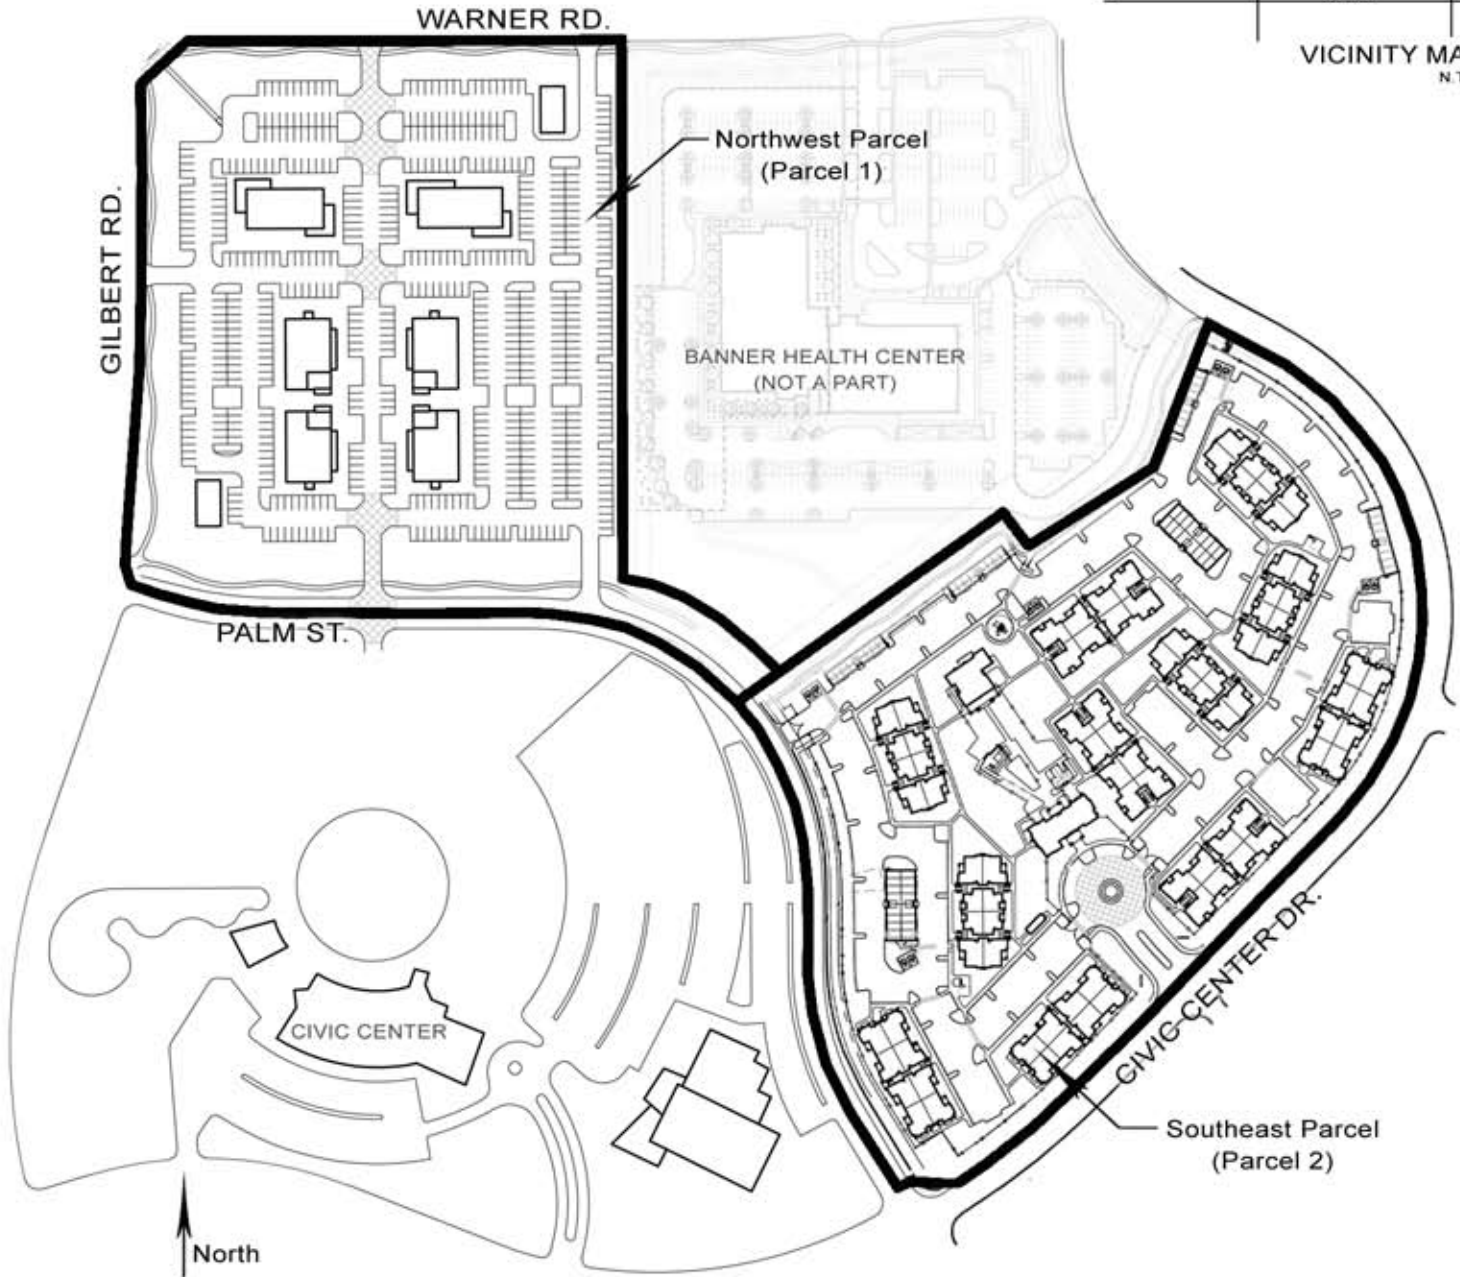 WARNER RD.
VICINITY MA
N.T
Northwest Parcel
(Parcel 1)
GILBERT RD.
BANNER HEALTH CENTER
(NOT A PART)
PALM ST.
CIVIC CENTER
CIVIC CENTER DR.
Southeast Parcel
(Parcel 2)
North